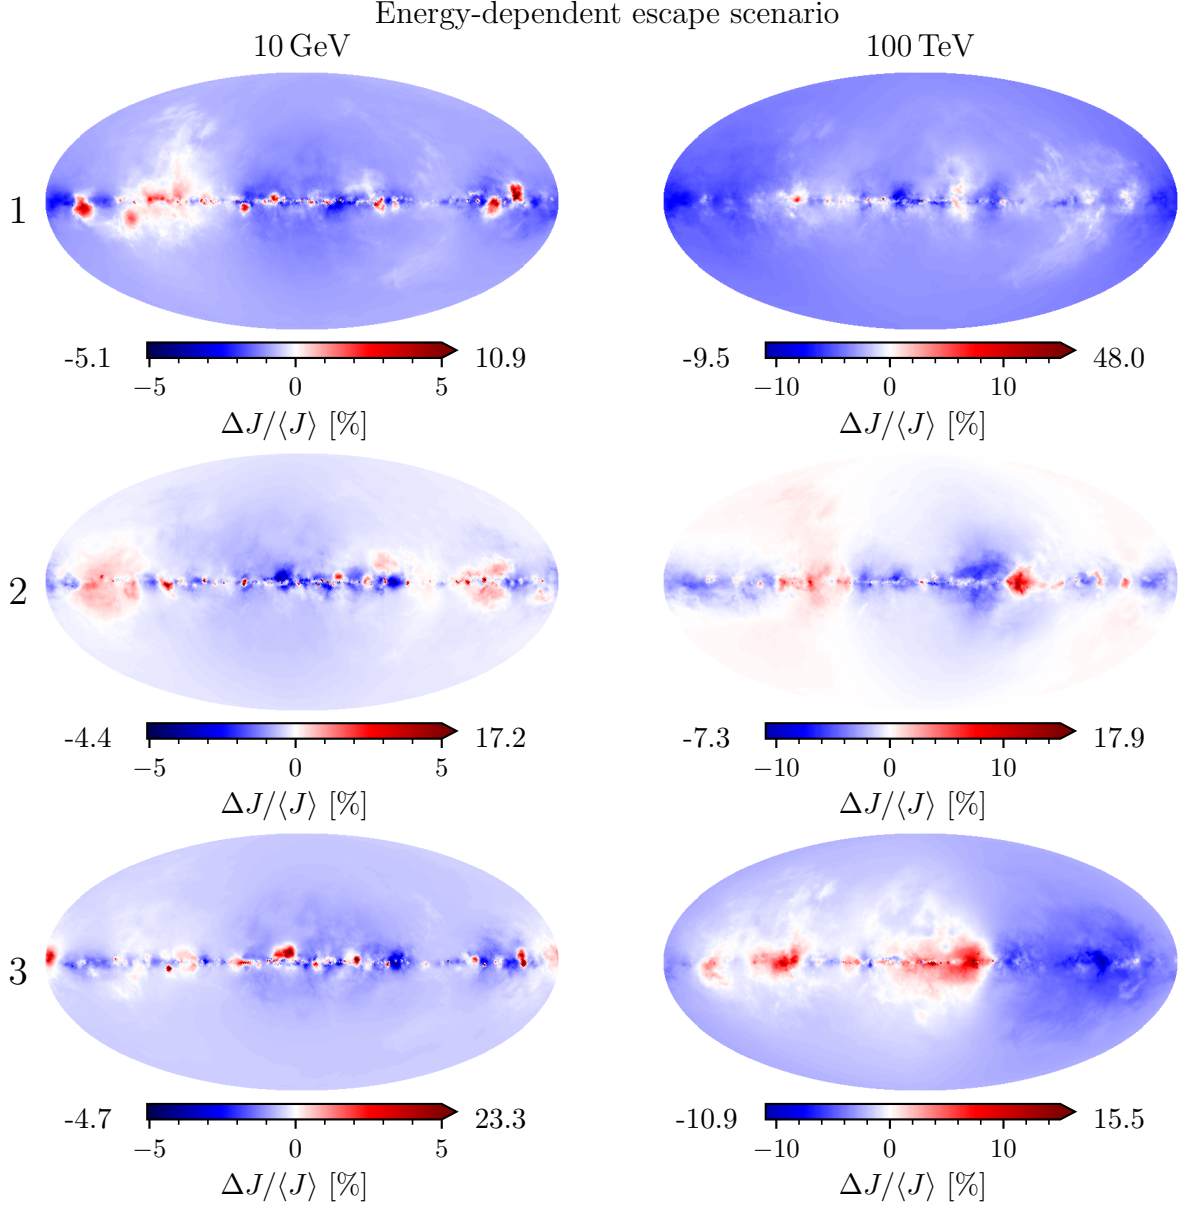 Energy-dependent escape scenario
10 GeV 100 TeV
1
-5.1 10.9 -9.5 48.0
−5 0 5 −10 0 10
ΔJ/⟨J⟩ [%] ΔJ/⟨J⟩ [%]
2
-4.4 17.2 -7.3 17.9
−5 0 5 −10 0 10
ΔJ/⟨J⟩ [%] ΔJ/⟨J⟩ [%]
3
-4.7 23.3 -10.9 15.5
−5 0 5 −10 0 10
ΔJ/⟨J⟩ [%] ΔJ/⟨J⟩ [%]